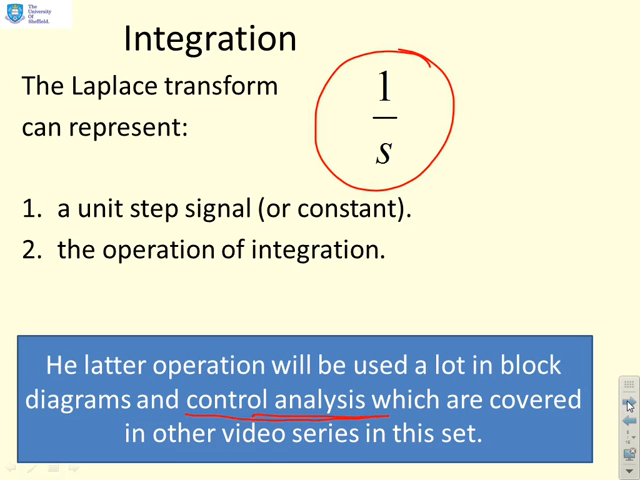 The
University
Of
Sheffield.
Integration
The Laplace transform
can represent:
1
s
1. a unit step signal (or constant).
2. the operation of integration.
He latter operation will be used a lot in block
diagrams and control analysis which are covered
in other video series in this set.